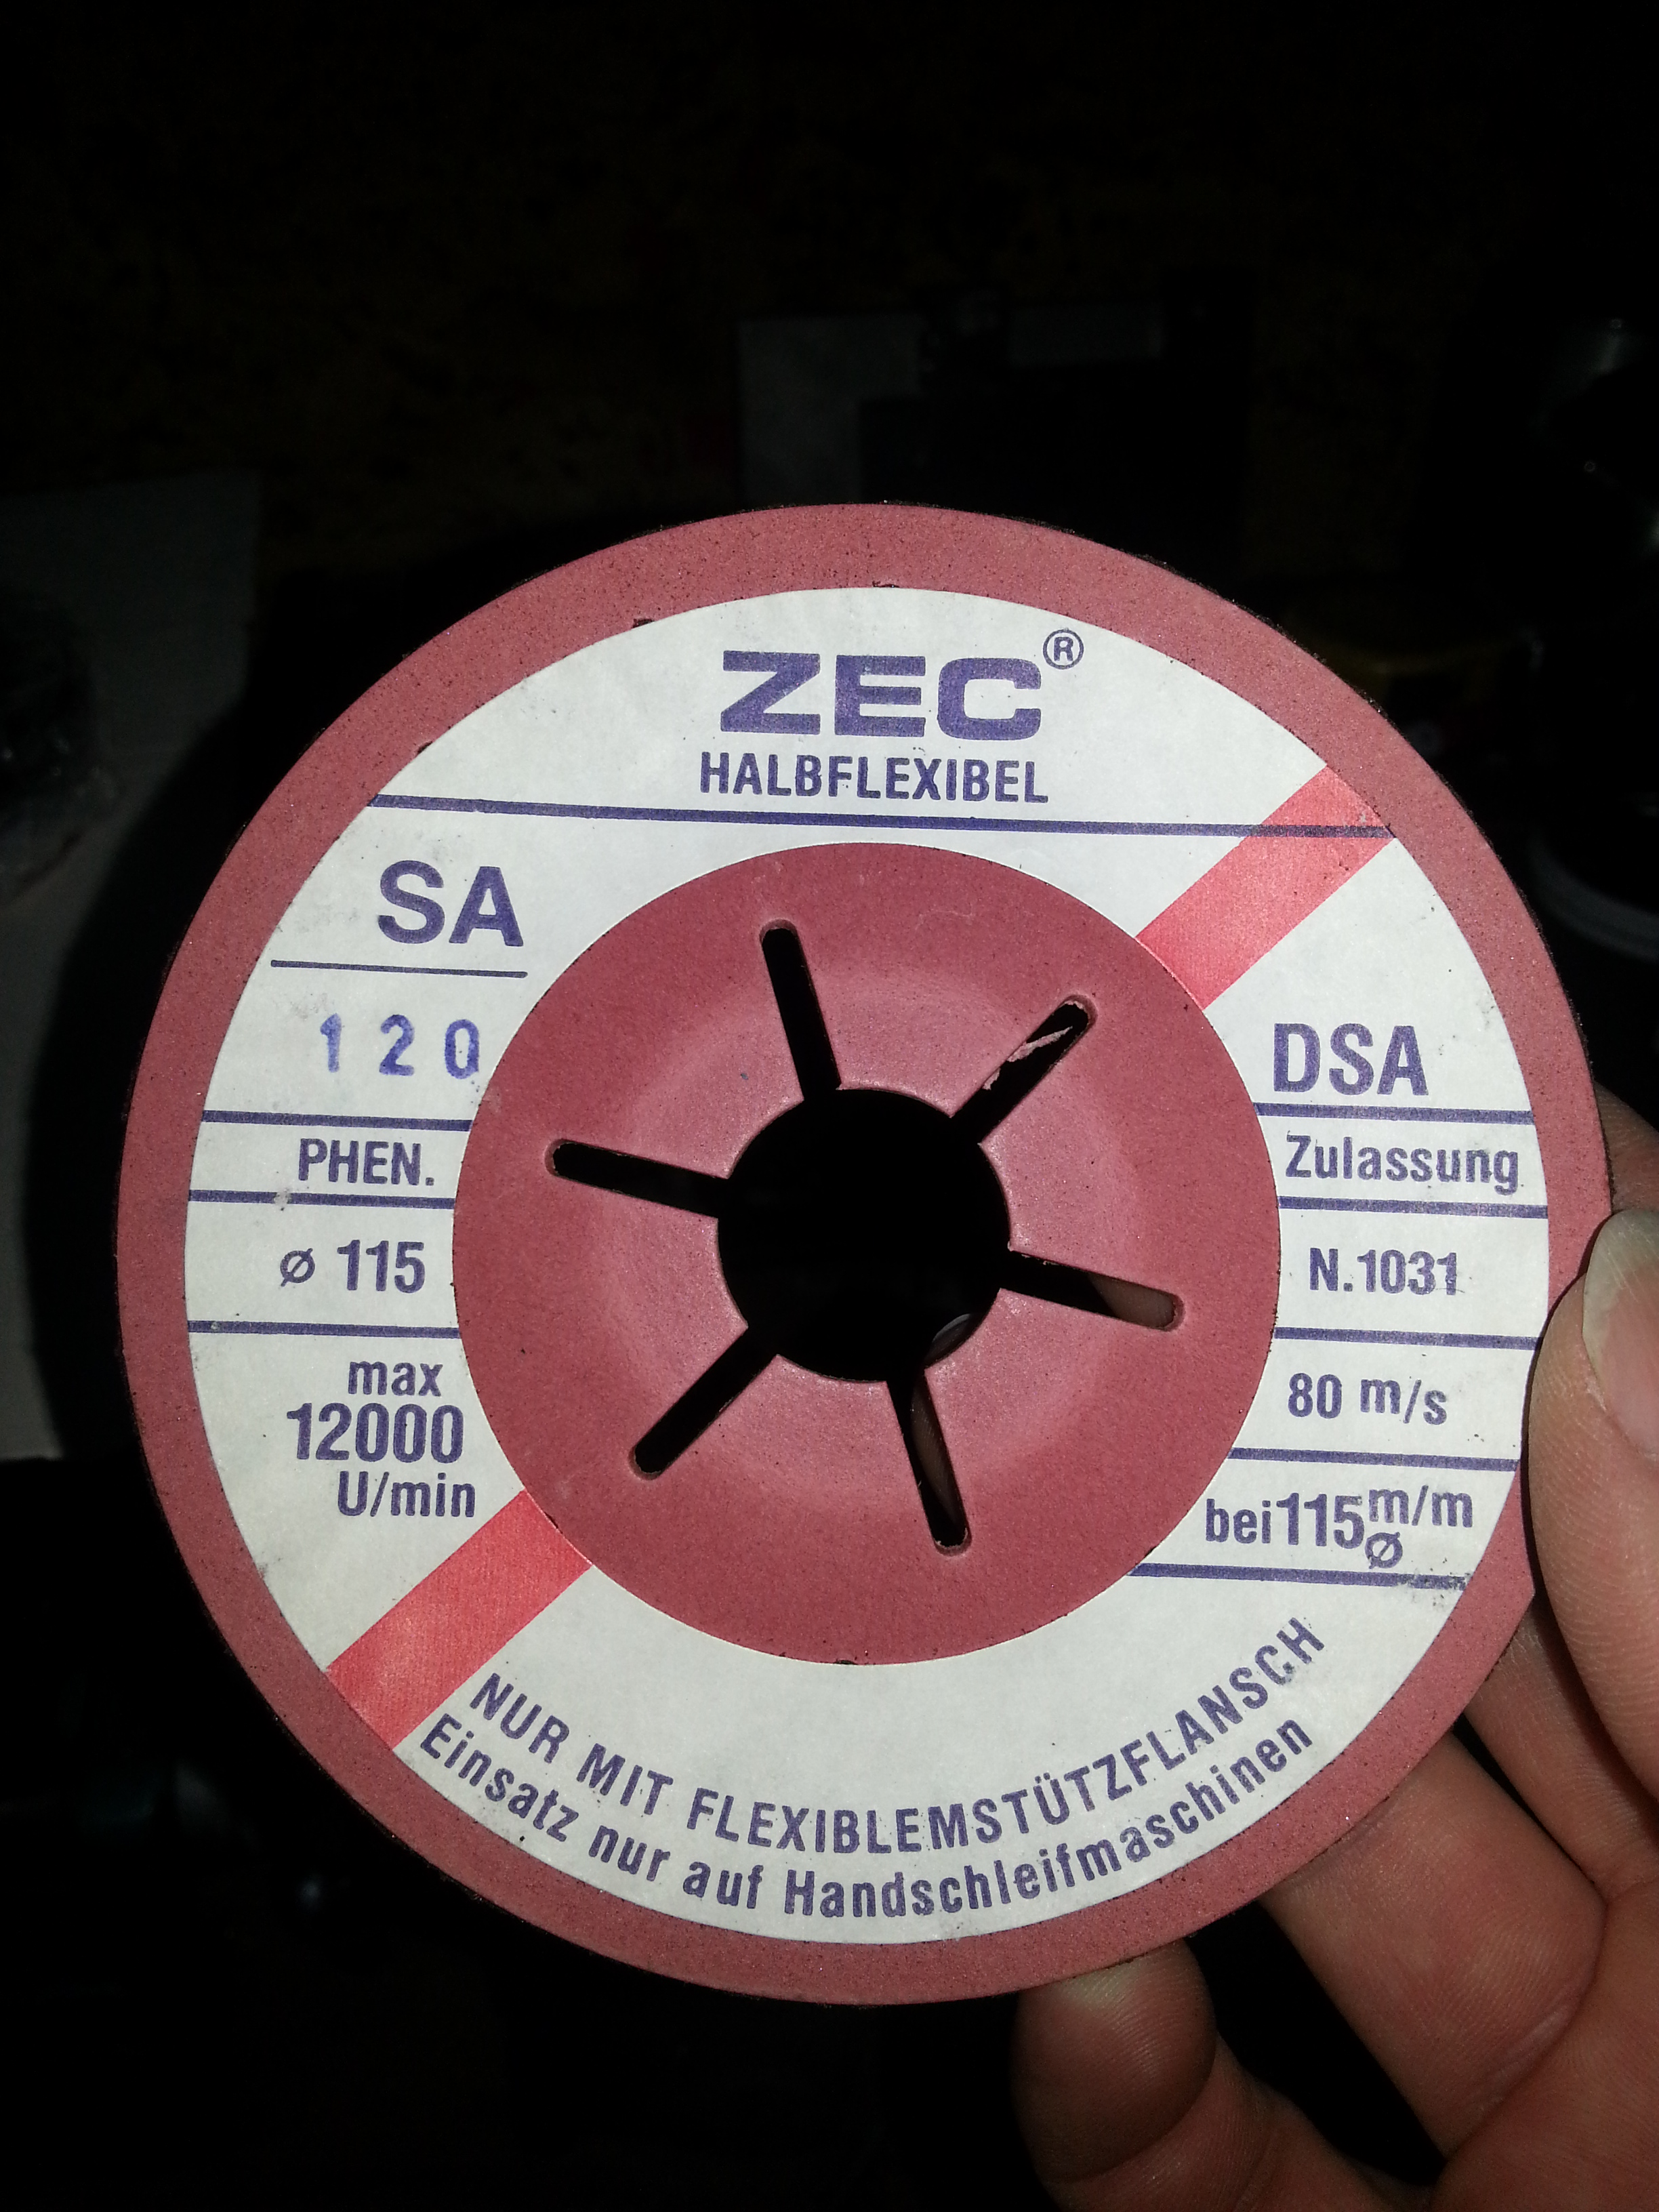 ZEC®
HALBFLEXIBEL
SA
120
PHEN.
ø 115
max
12000
U/min
DSA
Zulassung
N.1031
80 m/s
bei 115 m/m ø
NUR MIT FLEXIBLEMSTÜTZFLANSCH
Einsatz nur auf Handschleifmaschinen